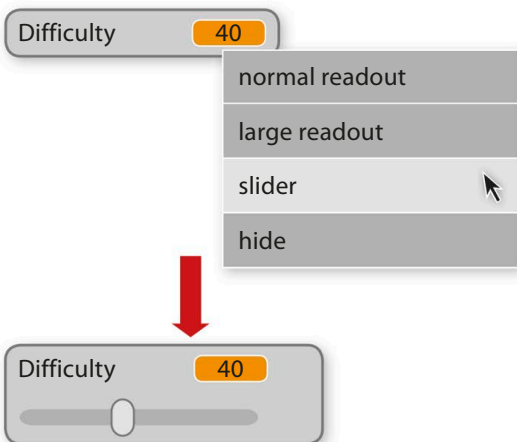 Difficulty 40
normal readout
large readout
slider
hide
Difficulty 40